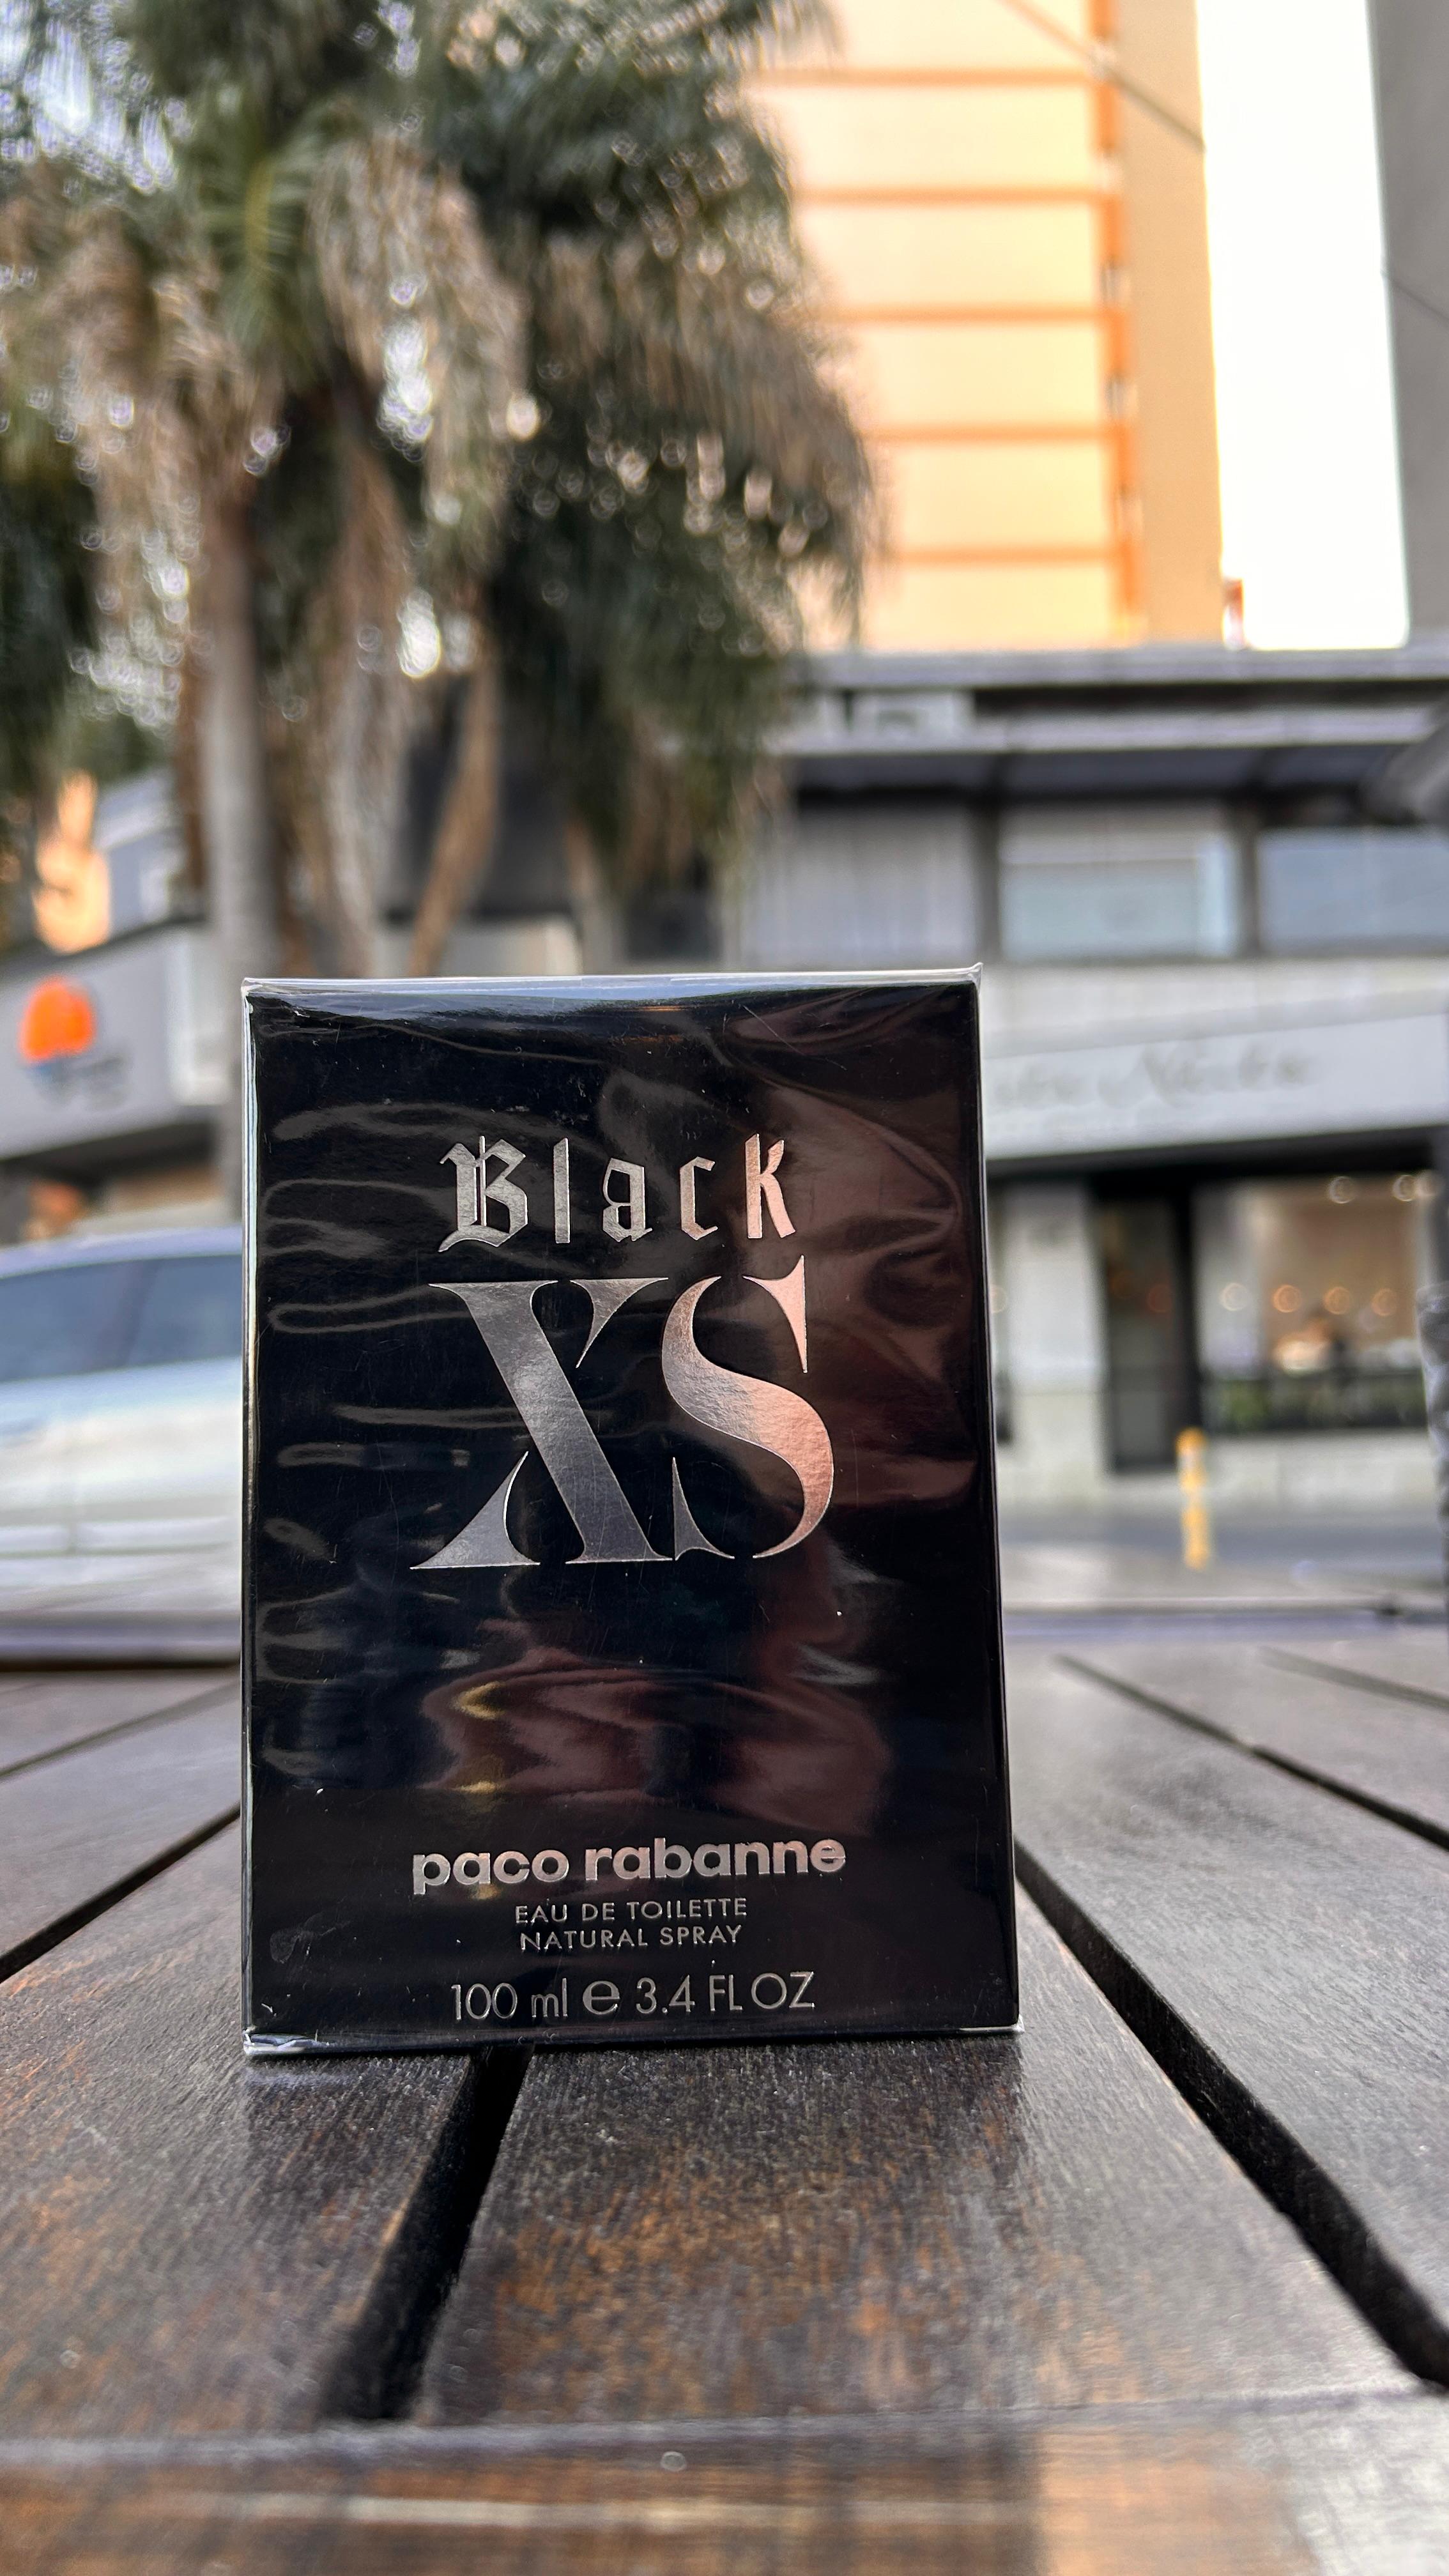 Black
XS
paco rabanne
EAU DE TOILETTE
NATURAL SPRAY
100 ml ℮ 3.4 FL OZ